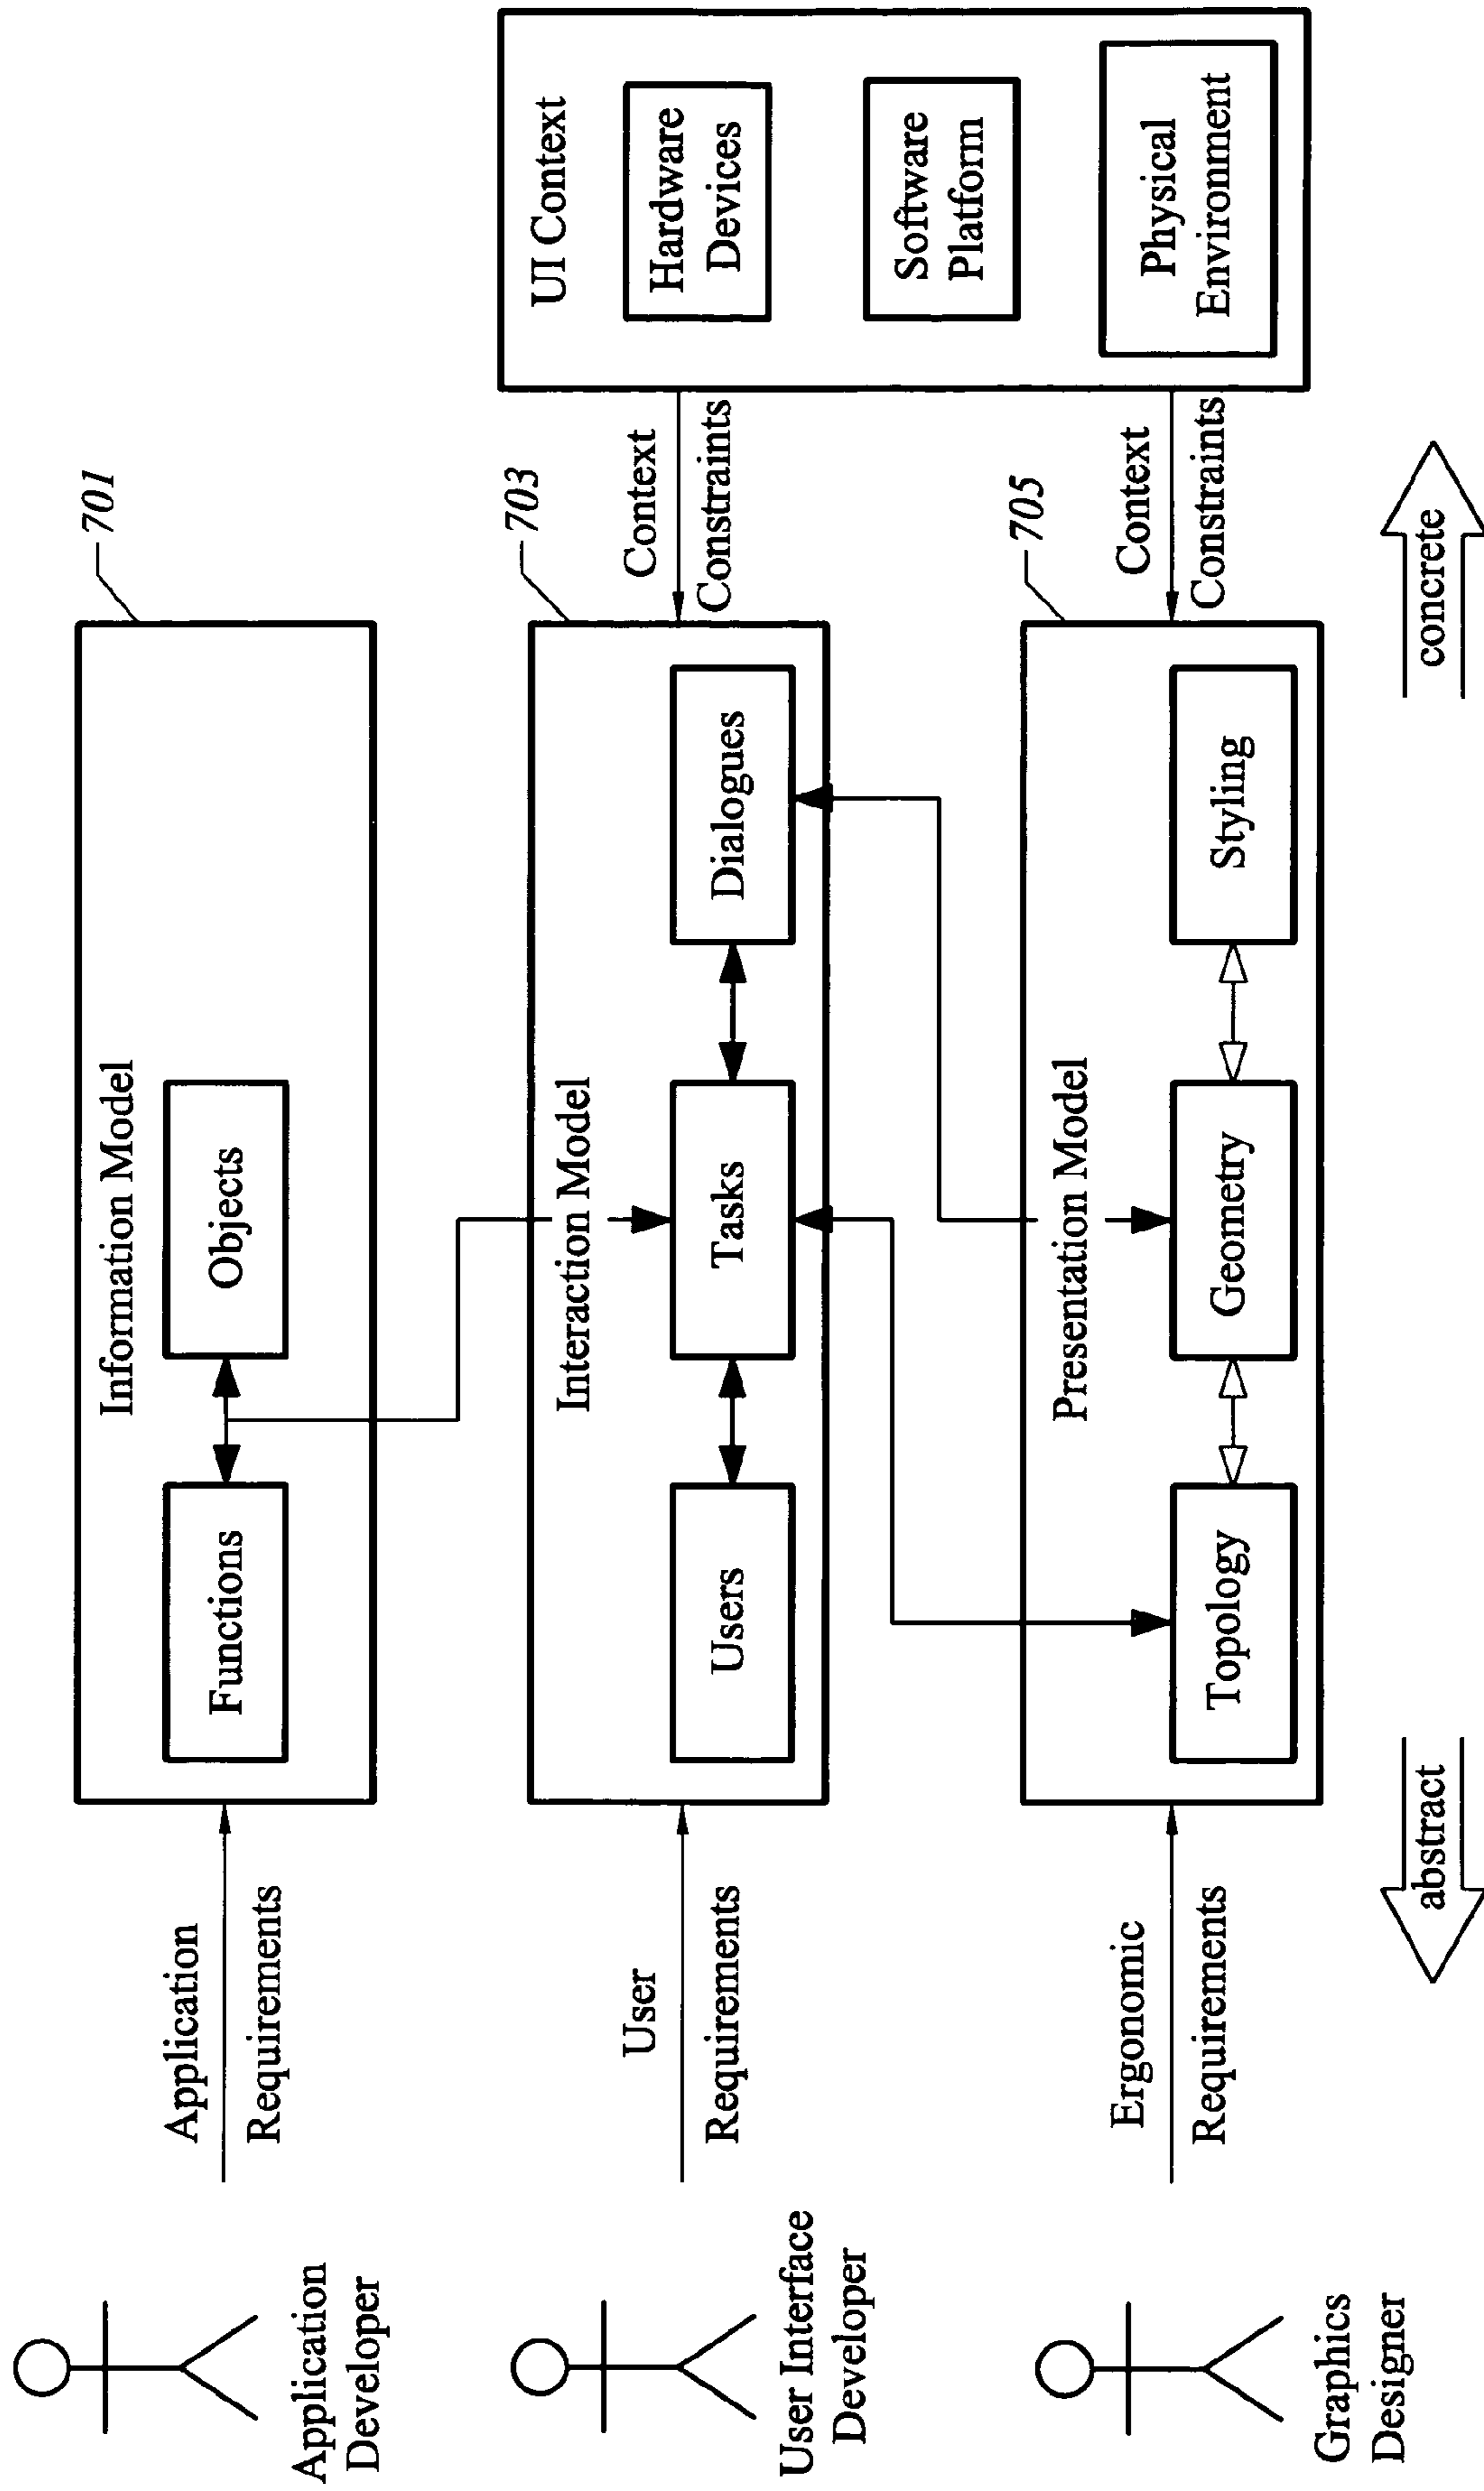 Application
Developer
Application
Requirements
701
Information Model
Functions
Objects
User Interface
Developer
User
Requirements
703
Interaction Model
Users
Tasks
Dialogues
Context
Constraints
UI Context
Hardware
Devices
Software
Platform
Physical
Environment
Graphics
Designer
Ergonomic
Requirements
705
Presentation Model
Topology
Geometry
Styling
Context
Constraints
abstract
concrete